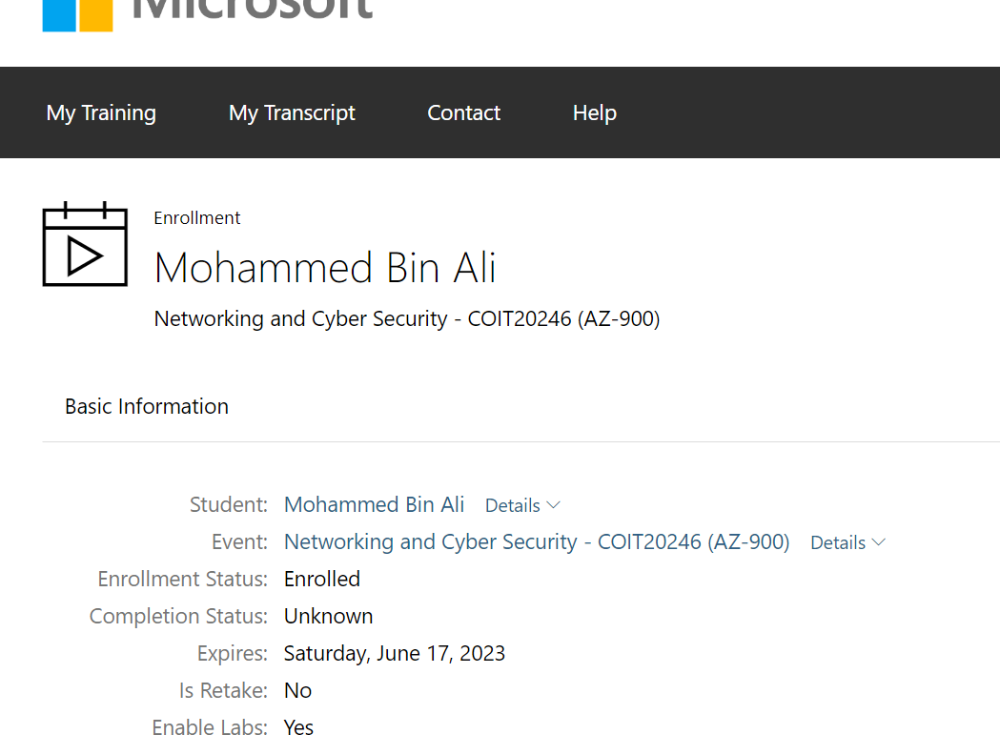 Microsoft
My Training My Transcript Contact Help
Enrollment
Mohammed Bin Ali
Networking and Cyber Security - COIT20246 (AZ-900)
Basic Information
Student: Mohammed Bin Ali Details
Event: Networking and Cyber Security - COIT20246 (AZ-900) Details
Enrollment Status: Enrolled
Completion Status: Unknown
Expires: Saturday, June 17, 2023
Is Retake: No
Enable Labs: Yes